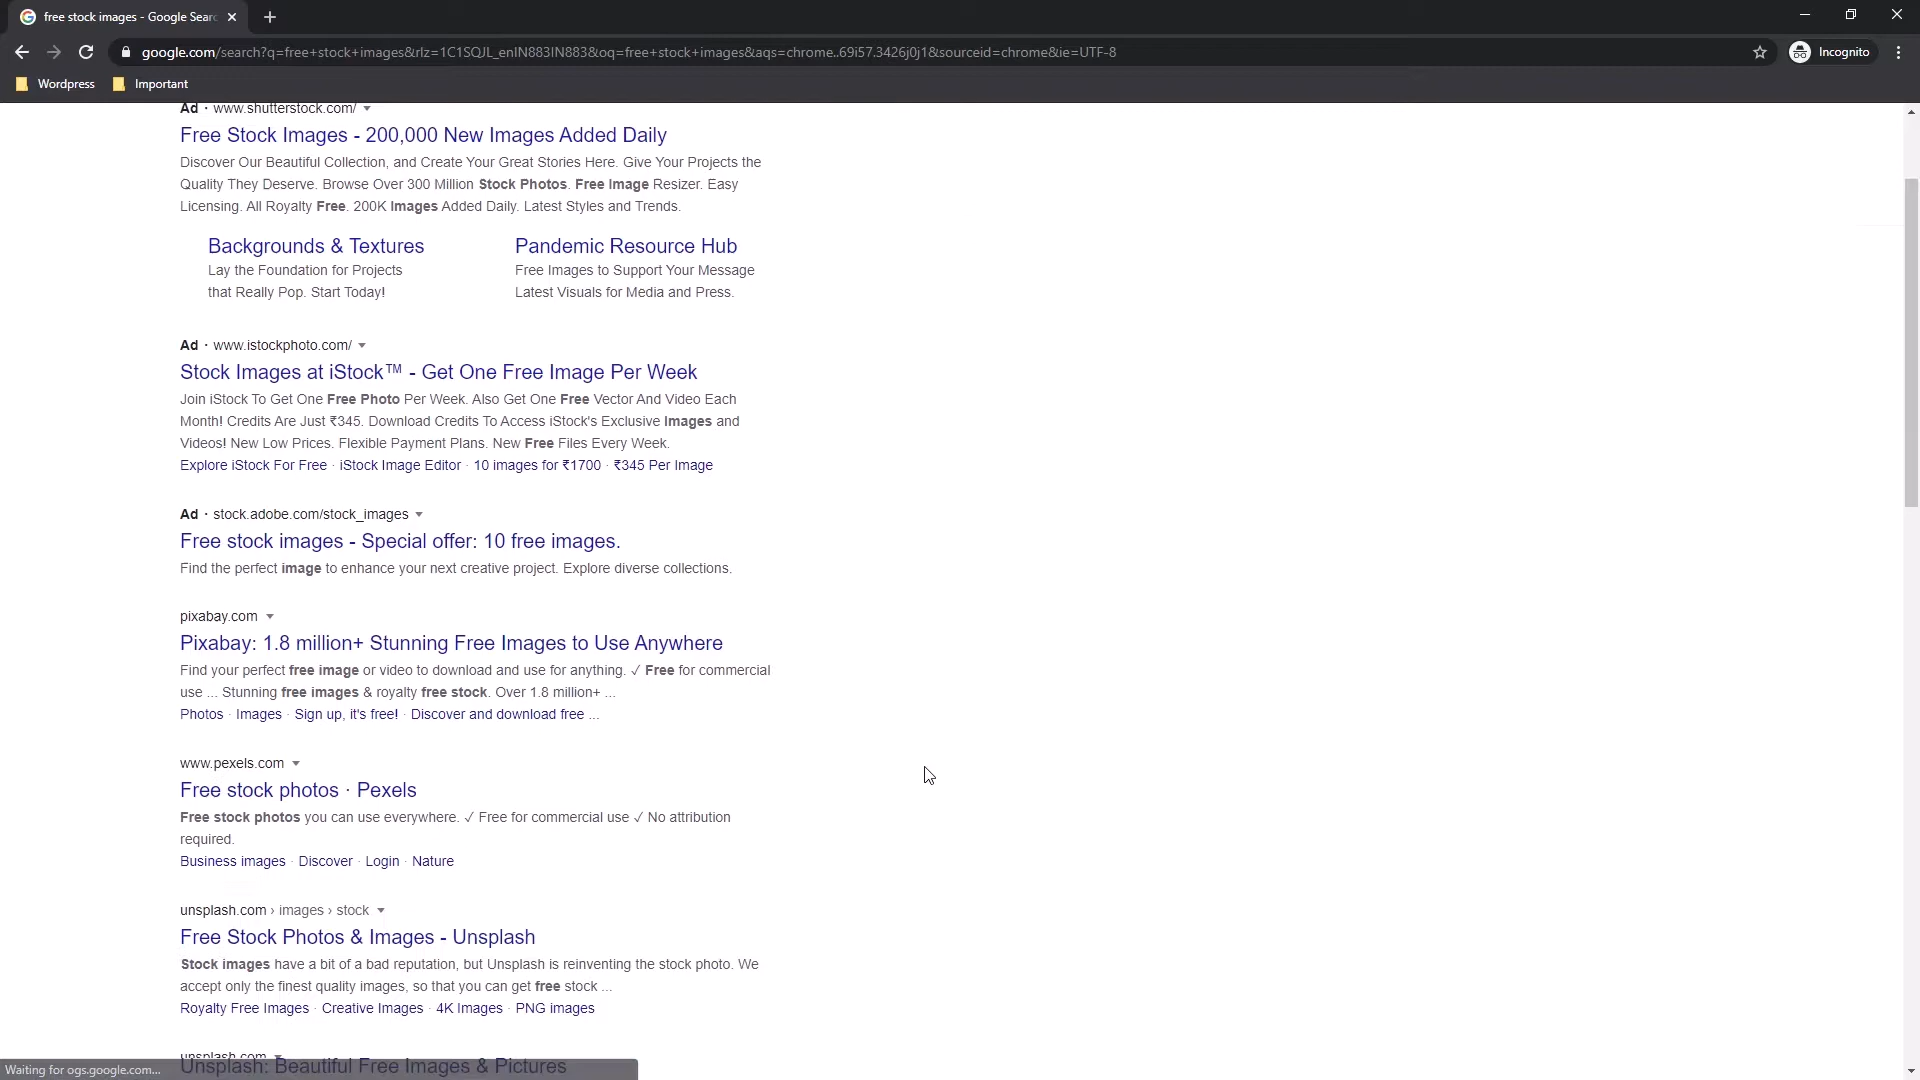 free stock images - Google Searc
google.com/search?q=free+stock+images&rlz=1C1SQJL_enIN883IN883&oq=free+stock+images&aqs=chrome..69i57.3426j0j1&sourceid=chrome&ie=UTF-8
Incognito
Wordpress Important
Ad · www.shutterstock.com/
Free Stock Images - 200,000 New Images Added Daily
Discover Our Beautiful Collection, and Create Your Great Stories Here. Give Your Projects the
Quality They Deserve. Browse Over 300 Million Stock Photos. Free Image Resizer. Easy
Licensing. All Royalty Free. 200K Images Added Daily. Latest Styles and Trends.
Backgrounds & Textures
Lay the Foundation for Projects
that Really Pop. Start Today!
Pandemic Resource Hub
Free Images to Support Your Message
Latest Visuals for Media and Press.
Ad · www.istockphoto.com/
Stock Images at iStock™ - Get One Free Image Per Week
Join iStock To Get One Free Photo Per Week. Also Get One Free Vector And Video Each
Month! Credits Are Just ₹345. Download Credits To Access iStock's Exclusive Images and
Videos! New Low Prices. Flexible Payment Plans. New Free Files Every Week.
Explore iStock For Free · iStock Image Editor · 10 images for ₹1700 · ₹345 Per Image
Ad · stock.adobe.com/stock_images
Free stock images - Special offer: 10 free images.
Find the perfect image to enhance your next creative project. Explore diverse collections.
pixabay.com
Pixabay: 1.8 million+ Stunning Free Images to Use Anywhere
Find your perfect free image or video to download and use for anything. ✓ Free for commercial
use ... Stunning free images & royalty free stock. Over 1.8 million+ ...
Photos · Images · Sign up, it's free! · Discover and download free ...
www.pexels.com
Free stock photos · Pexels
Free stock photos you can use everywhere. ✓ Free for commercial use ✓ No attribution
required.
Business images · Discover · Login · Nature
unsplash.com › images › stock
Free Stock Photos & Images - Unsplash
Stock images have a bit of a bad reputation, but Unsplash is reinventing the stock photo. We
accept only the finest quality images, so that you can get free stock ...
Royalty Free Images · Creative Images · 4K Images · PNG images
unsplash.com
Unsplash: Beautiful Free Images & Pictures
Waiting for ogs.google.com...